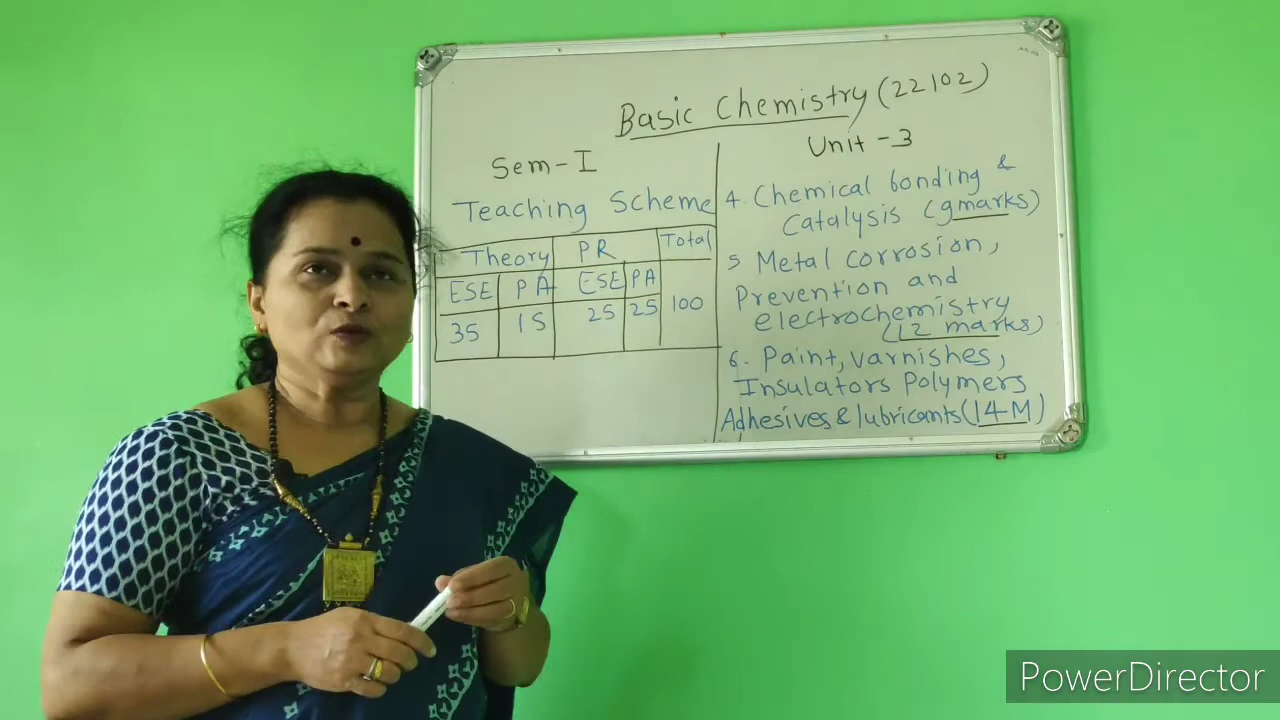 Basic Chemistry (22102)
Sem-I
Teaching Scheme
Theory PR Total
ESE PA ESE PA
35 15 25 25 100
Unit-3
4. Chemical bonding &
Catalysis (9marks)
5 Metal corrosion,
Prevention and
electrochemistry
(12 marks)
6. Paint, varnishes,
Insulators Polymers
Adhesives & lubricants (14-M)
PowerDirector